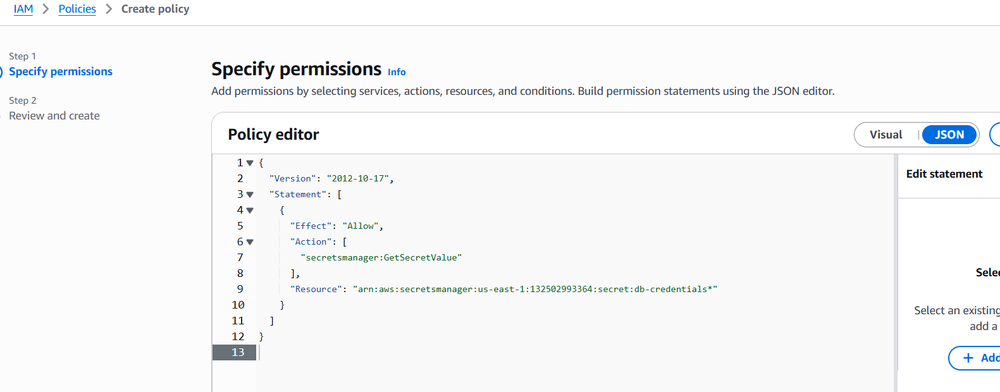 IAM > Policies > Create policy
Step 1
Specify permissions
Step 2
Review and create
Specify permissions Info
Add permissions by selecting services, actions, resources, and conditions. Build permission statements using the JSON editor.
Policy editor
Visual | JSON
1 {
2 "Version": "2012-10-17",
3 "Statement": [
4 {
5 "Effect": "Allow",
6 "Action": [
7 "secretsmanager:GetSecretValue"
8 ],
9 "Resource": "arn:aws:secretsmanager:us-east-1:132502993364:secret:db-credentials*"
10 }
11 ]
12 }
13
Edit statement
Select an existing
add a
+ Add